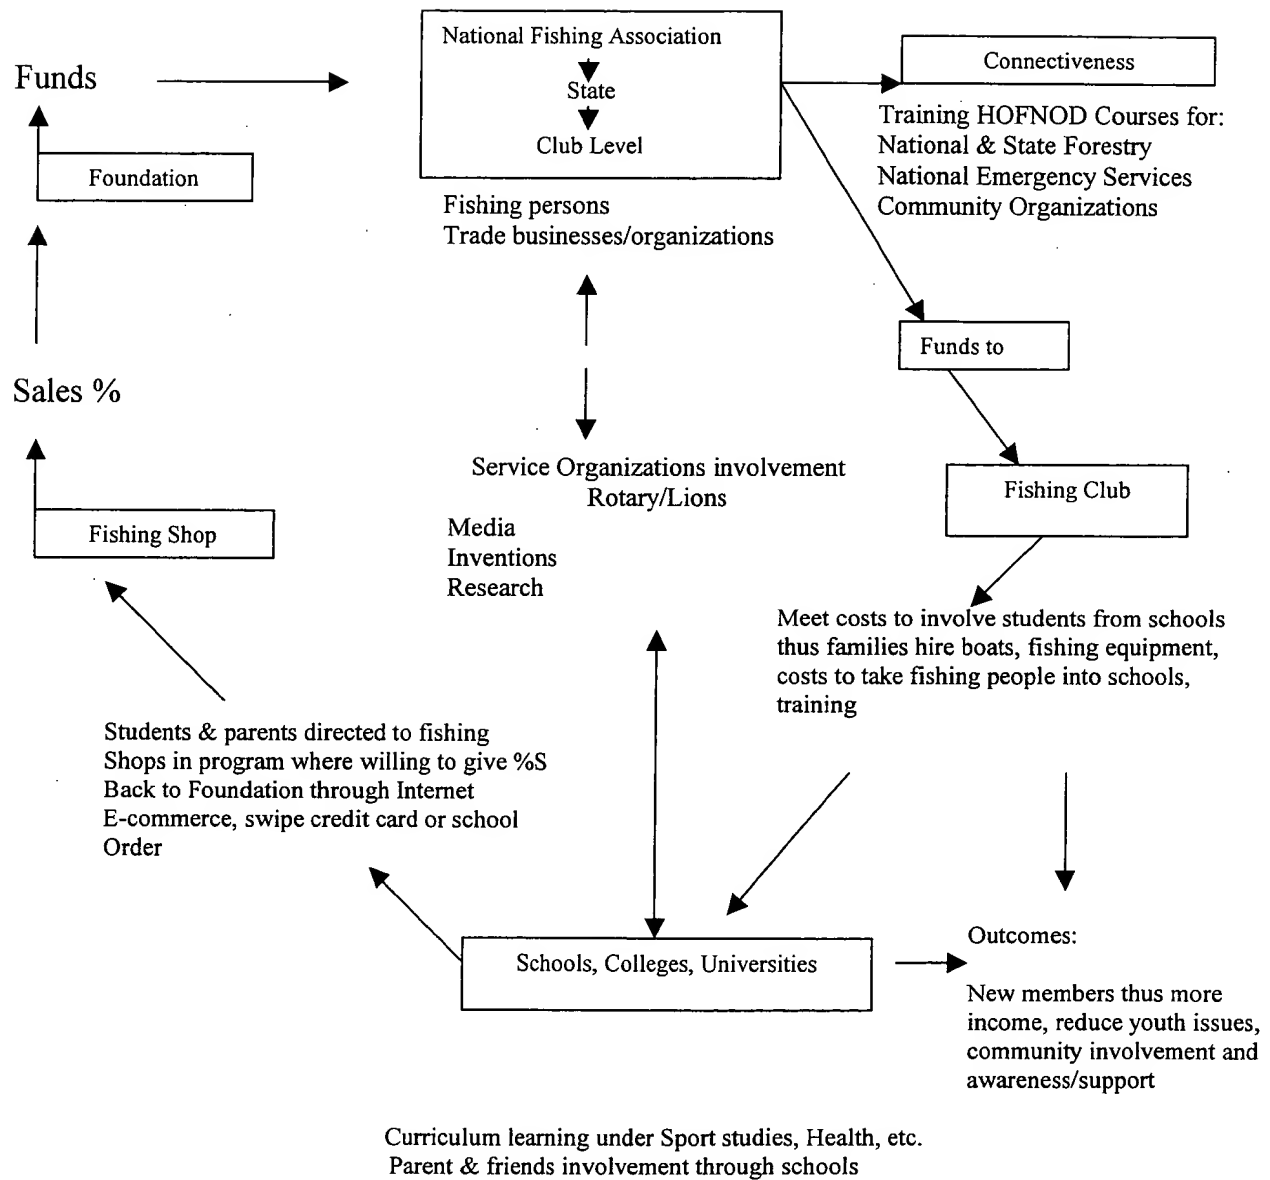 National Fishing Association
State
Club Level
Funds
Foundation
Sales %
Fishing Shop
Connectiveness
Training HOFNOD Courses for:
National & State Forestry
National Emergency Services
Community Organizations
Fishing persons
Trade businesses/organizations
Funds to
Fishing Club
Service Organizations involvement
Rotary/Lions
Media
Inventions
Research
Meet costs to involve students from schools
thus families hire boats, fishing equipment,
costs to take fishing people into schools,
training
Students & parents directed to fishing
Shops in program where willing to give %S
Back to Foundation through Internet
E-commerce, swipe credit card or school
Order
Schools, Colleges, Universities
Outcomes:
New members thus more
income, reduce youth issues,
community involvement and
awareness/support
Curriculum learning under Sport studies, Health, etc.
Parent & friends involvement through schools